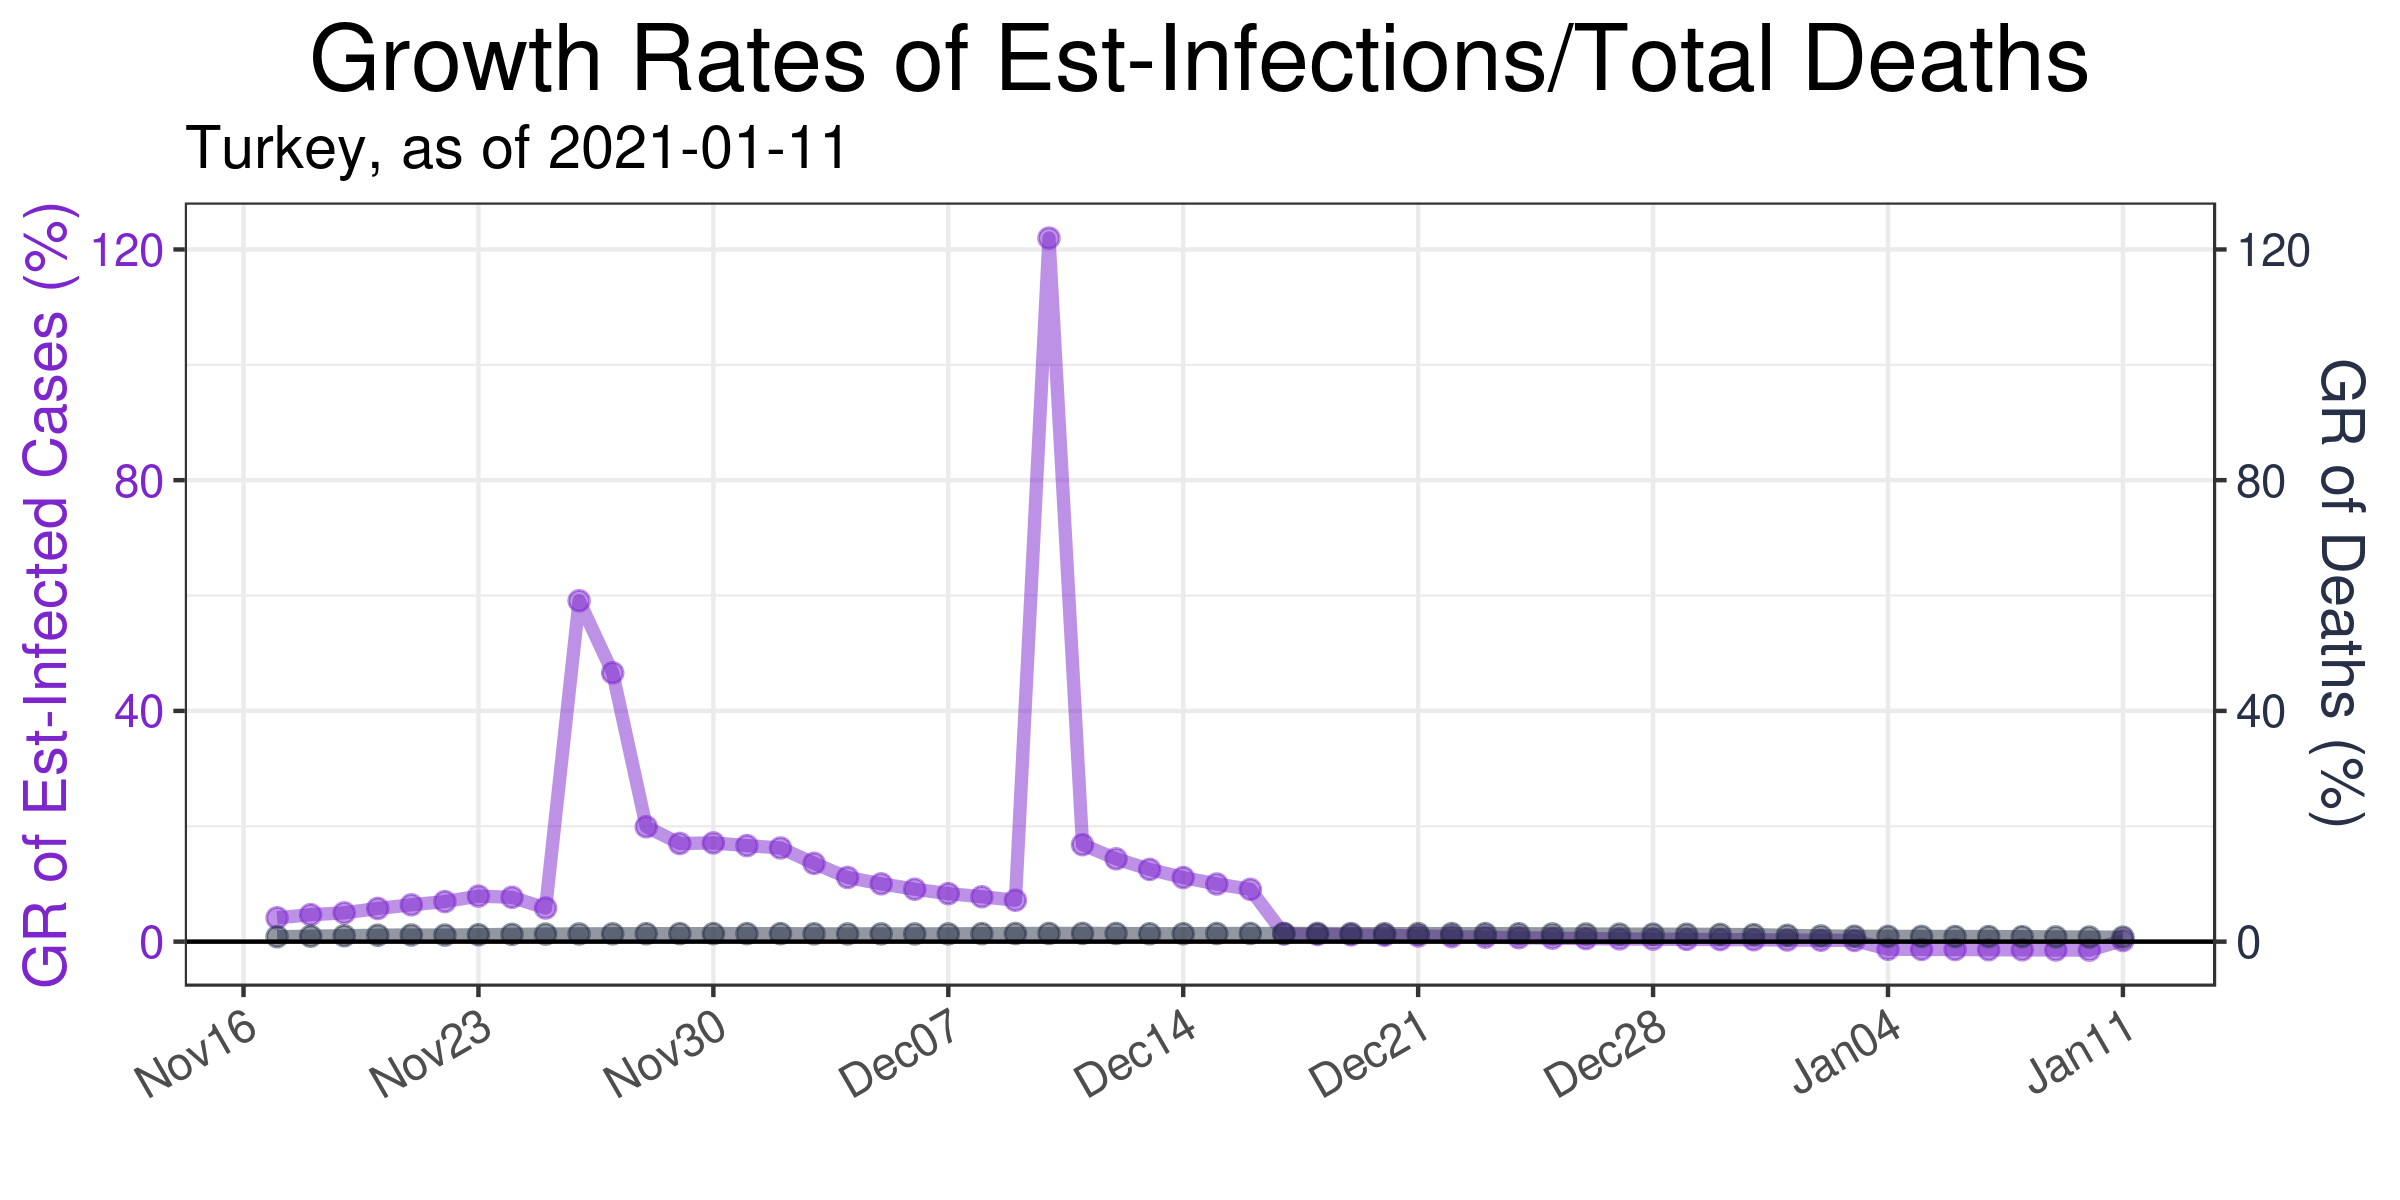 Growth Rates of Est-Infections/Total Deaths
Turkey, as of 2021-01-11
GR of Est-Infected Cases (%)
120
80
40
0
120
80
40
0
GR of Deaths (%)
Nov16
Nov23
Nov30
Dec07
Dec14
Dec21
Dec28
Jan04
Jan11